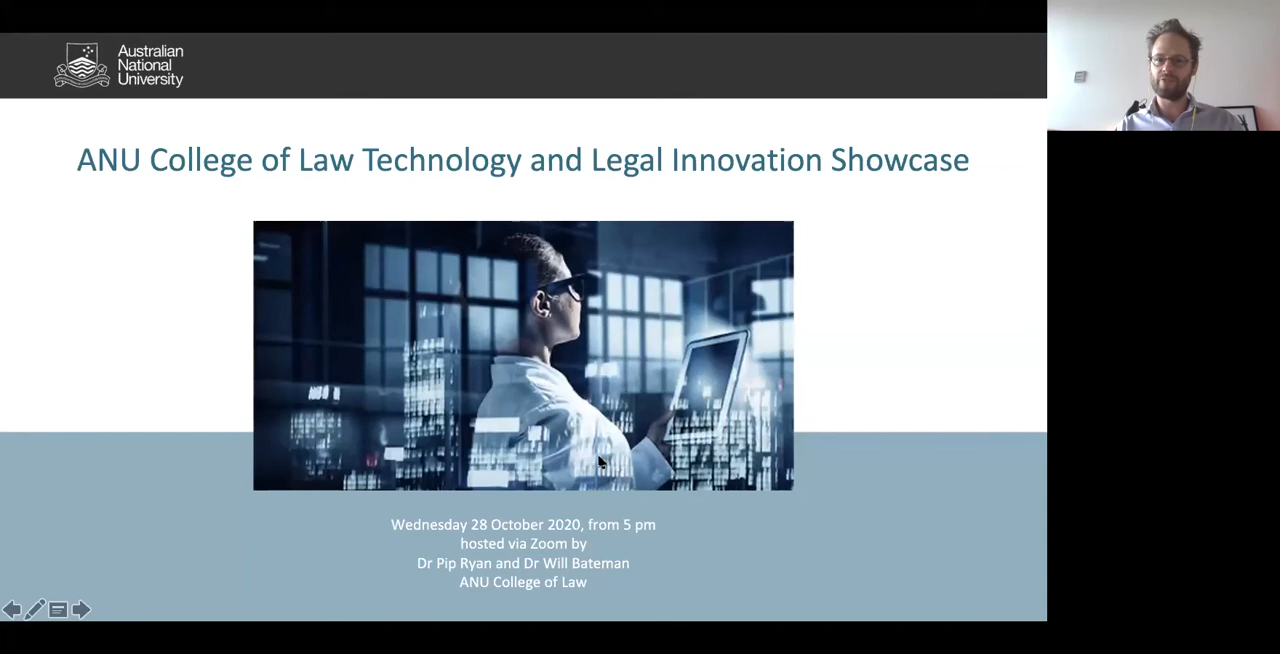 Australian
National
University
ANU College of Law Technology and Legal Innovation Showcase
Wednesday 28 October 2020, from 5 pm
hosted via Zoom by
Dr Pip Ryan and Dr Will Bateman
ANU College of Law